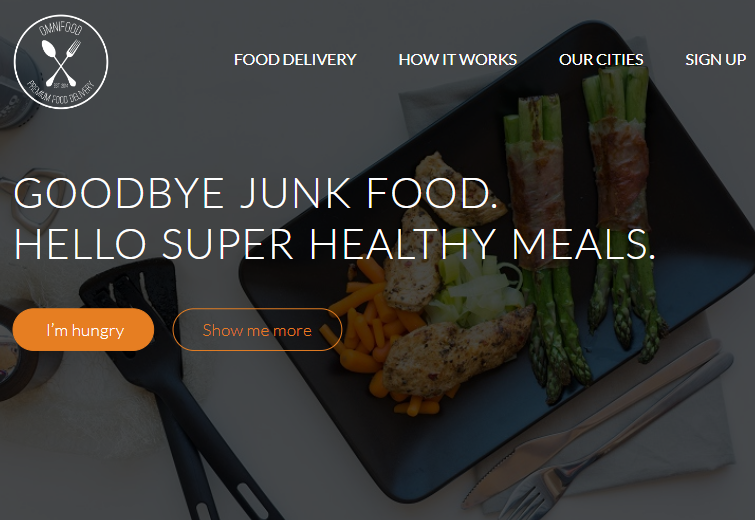 OMNIFOOD
EST 2014
PREMIUM FOOD DELIVERY
FOOD DELIVERY HOW IT WORKS OUR CITIES SIGN UP
GOODBYE JUNK FOOD.
HELLO SUPER HEALTHY MEALS.
I'm hungry Show me more